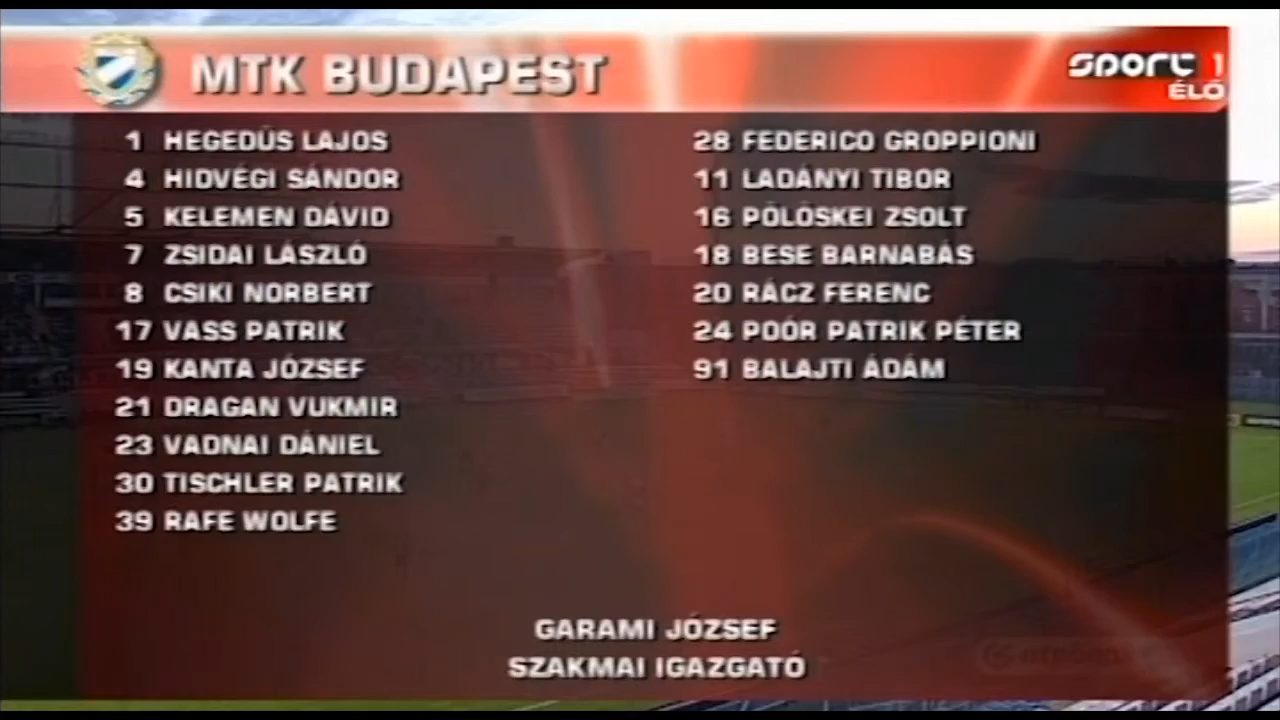 MTK BUDAPEST
sport 1
ÉLŐ
1 HEGEDŰS LAJOS
4 HIDVÉGI SÁNDOR
5 KELEMEN DÁVID
7 ZSIDAI LÁSZLÓ
8 CSIKI NORBERT
17 VASS PATRIK
19 KANTA JÓZSEF
21 DRAGAN VUKMIR
23 VADNAI DÁNIEL
30 TISCHLER PATRIK
39 RAFE WOLFE
28 FEDERICO GROPPIONI
11 LADÁNYI TIBOR
16 PÖLÖSKEI ZSOLT
18 BESE BARNABÁS
20 RÁCZ FERENC
24 POÓR PATRIK PÉTER
91 BALAJTI ÁDÁM
GARAMI JÓZSEF
SZAKMAI IGAZGATÓ